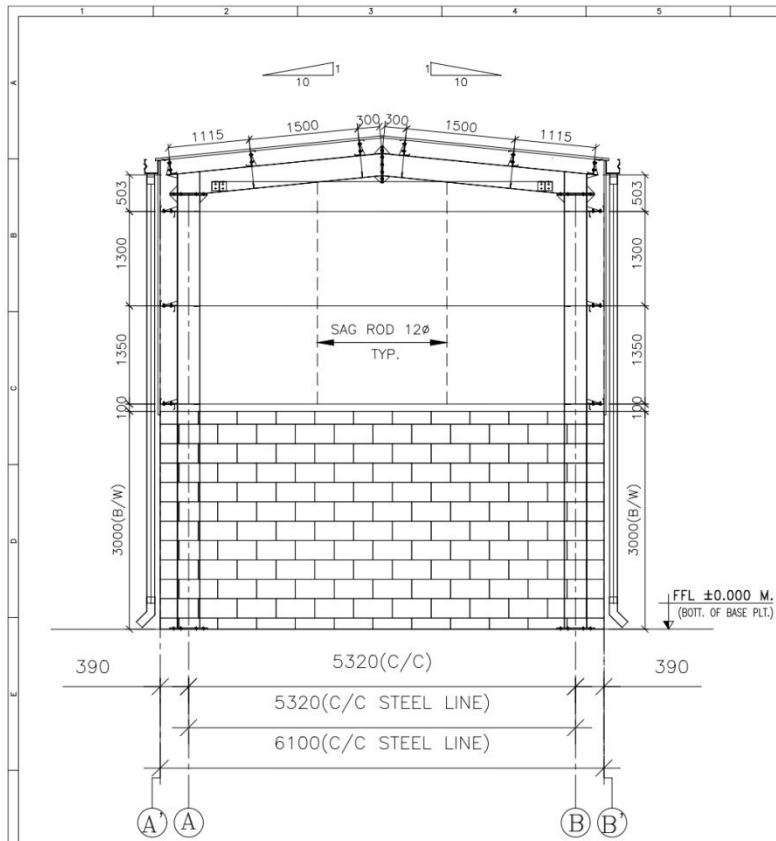 1 2 3 4 5
A
B
C
D
E
1 1
10 10
1115 1500 300 300 1500 1115
503 503
1300 1300
SAG ROD 12ø
TYP.
1350 1350
100 100
3000(B/W) 3000(B/W)
FFL ±0.000 M.
(BOTT. OF BASE PLT.)
390 5320(C/C) 390
5320(C/C STEEL LINE)
6100(C/C STEEL LINE)
A' A B B'